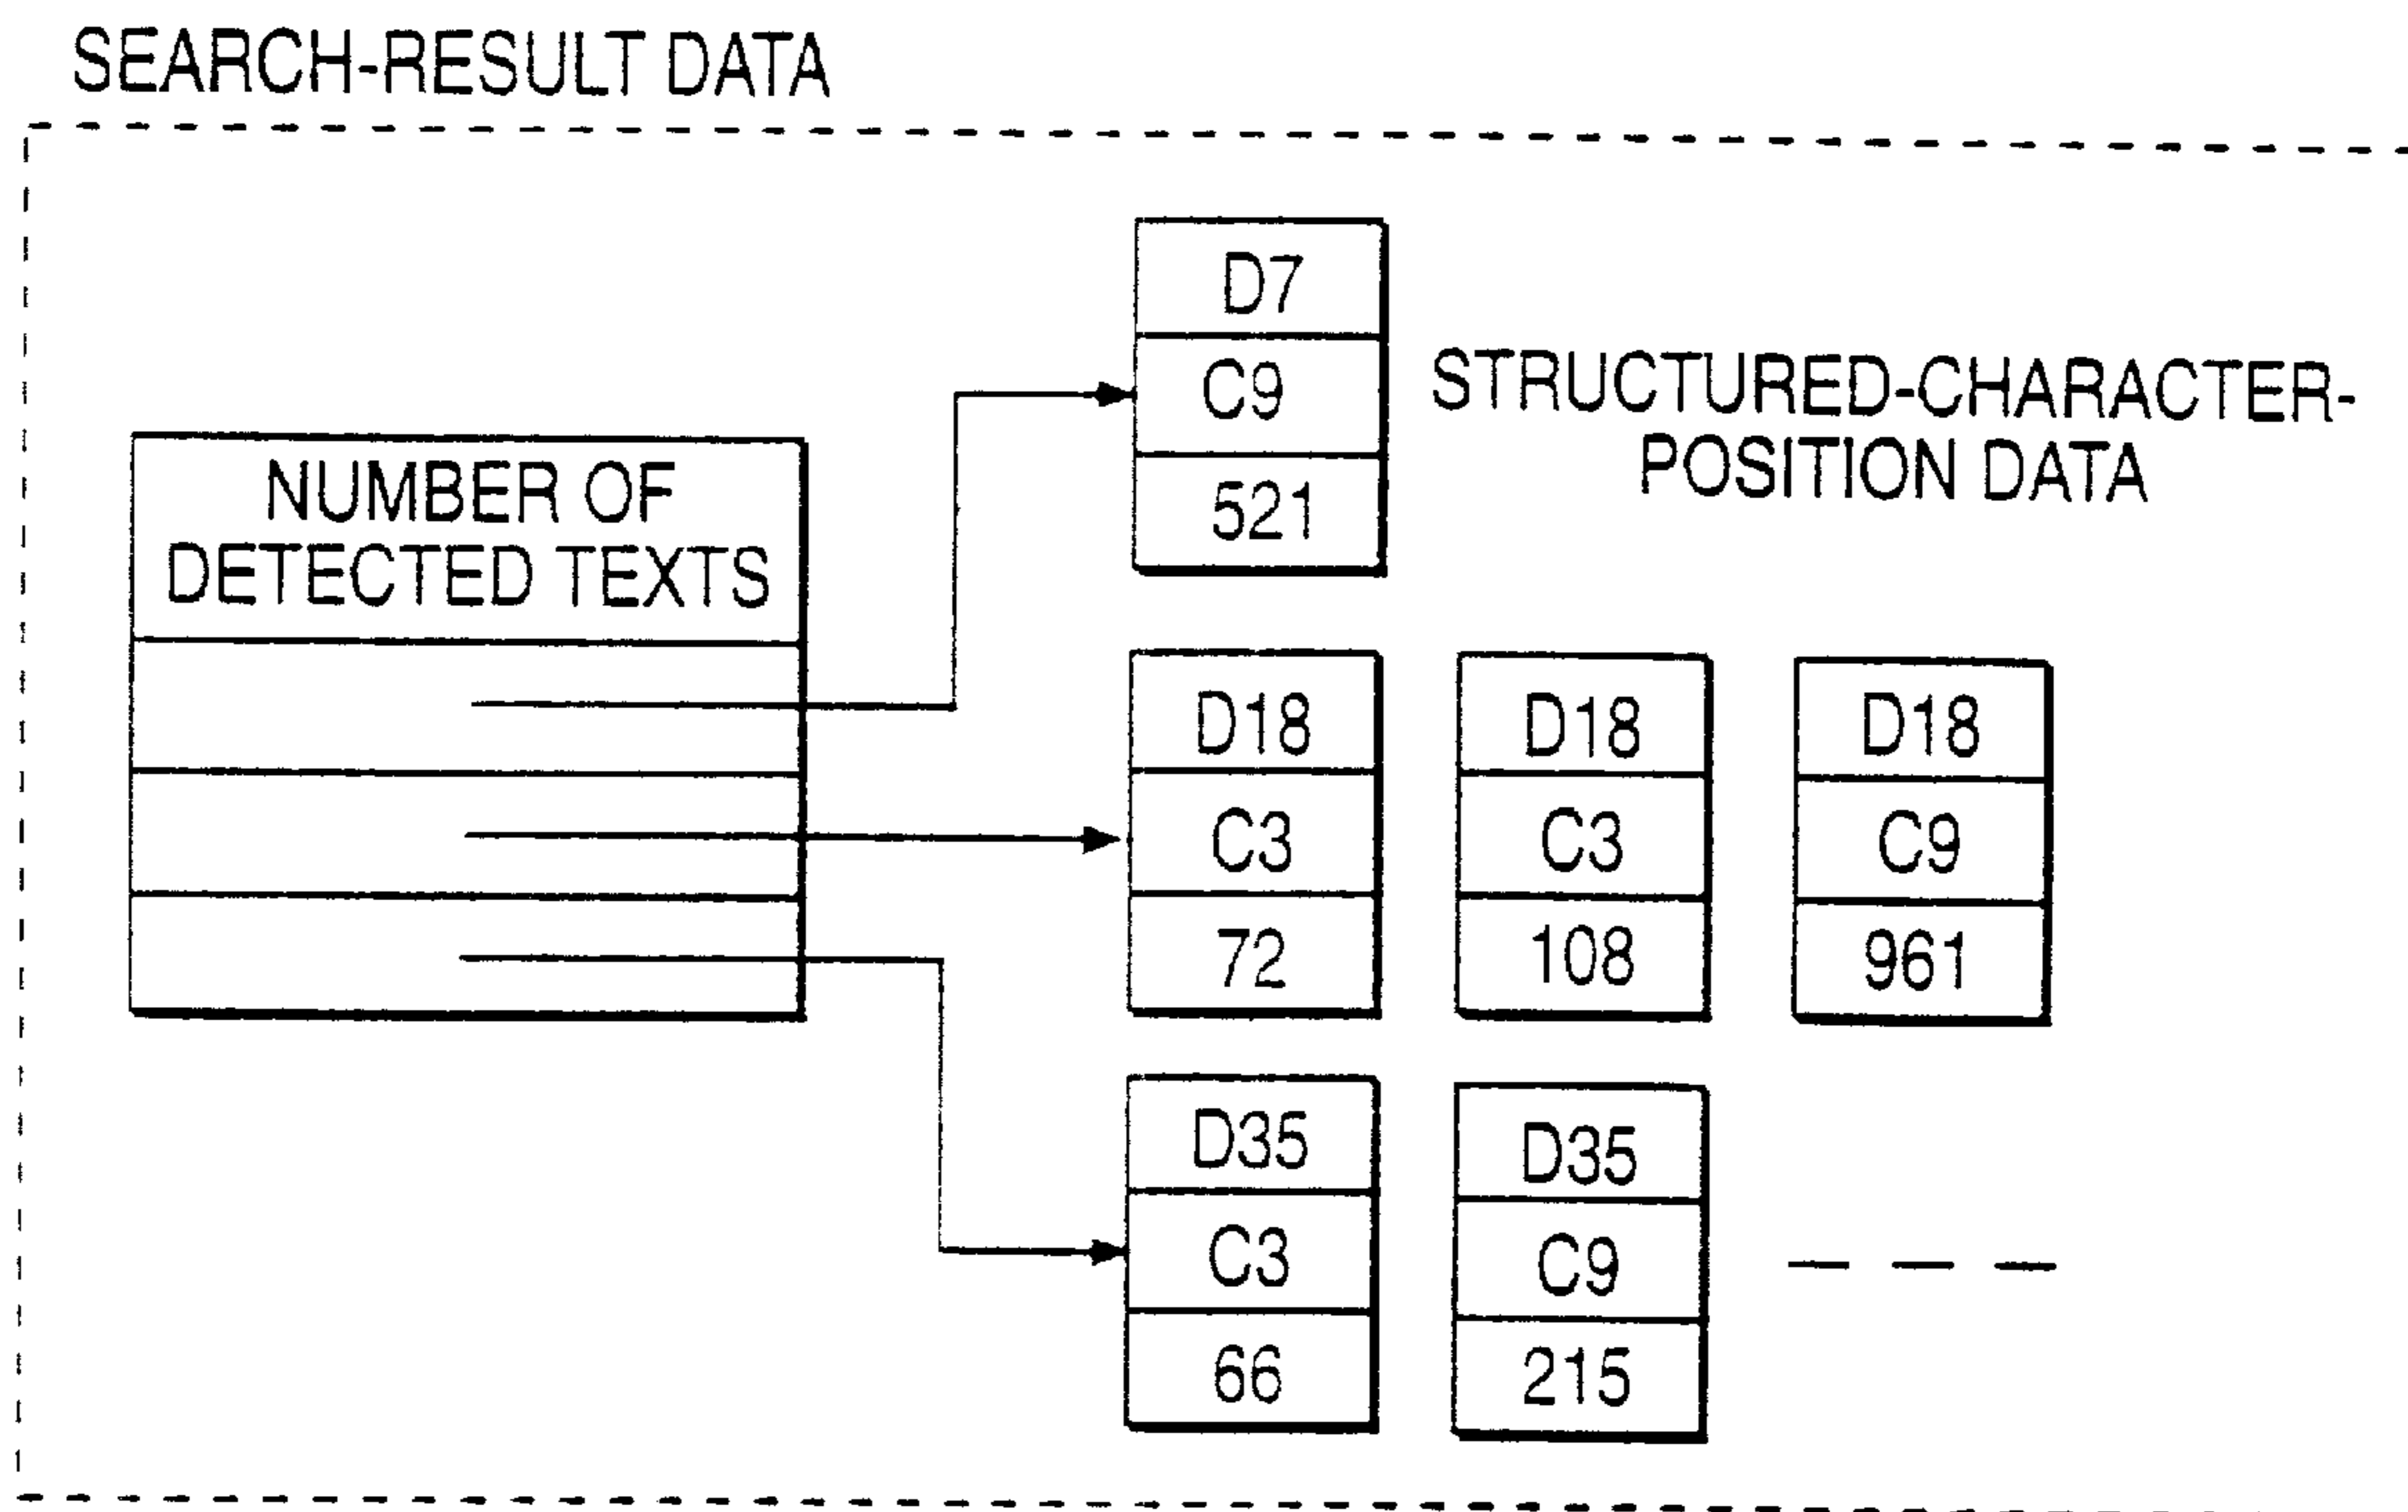 SEARCH-RESULT DATA
D7
C9
521
STRUCTURED-CHARACTER-
POSITION DATA
NUMBER OF
DETECTED TEXTS
D18
C3
72
D18
C3
108
D18
C9
961
D35
C3
66
D35
C9
215